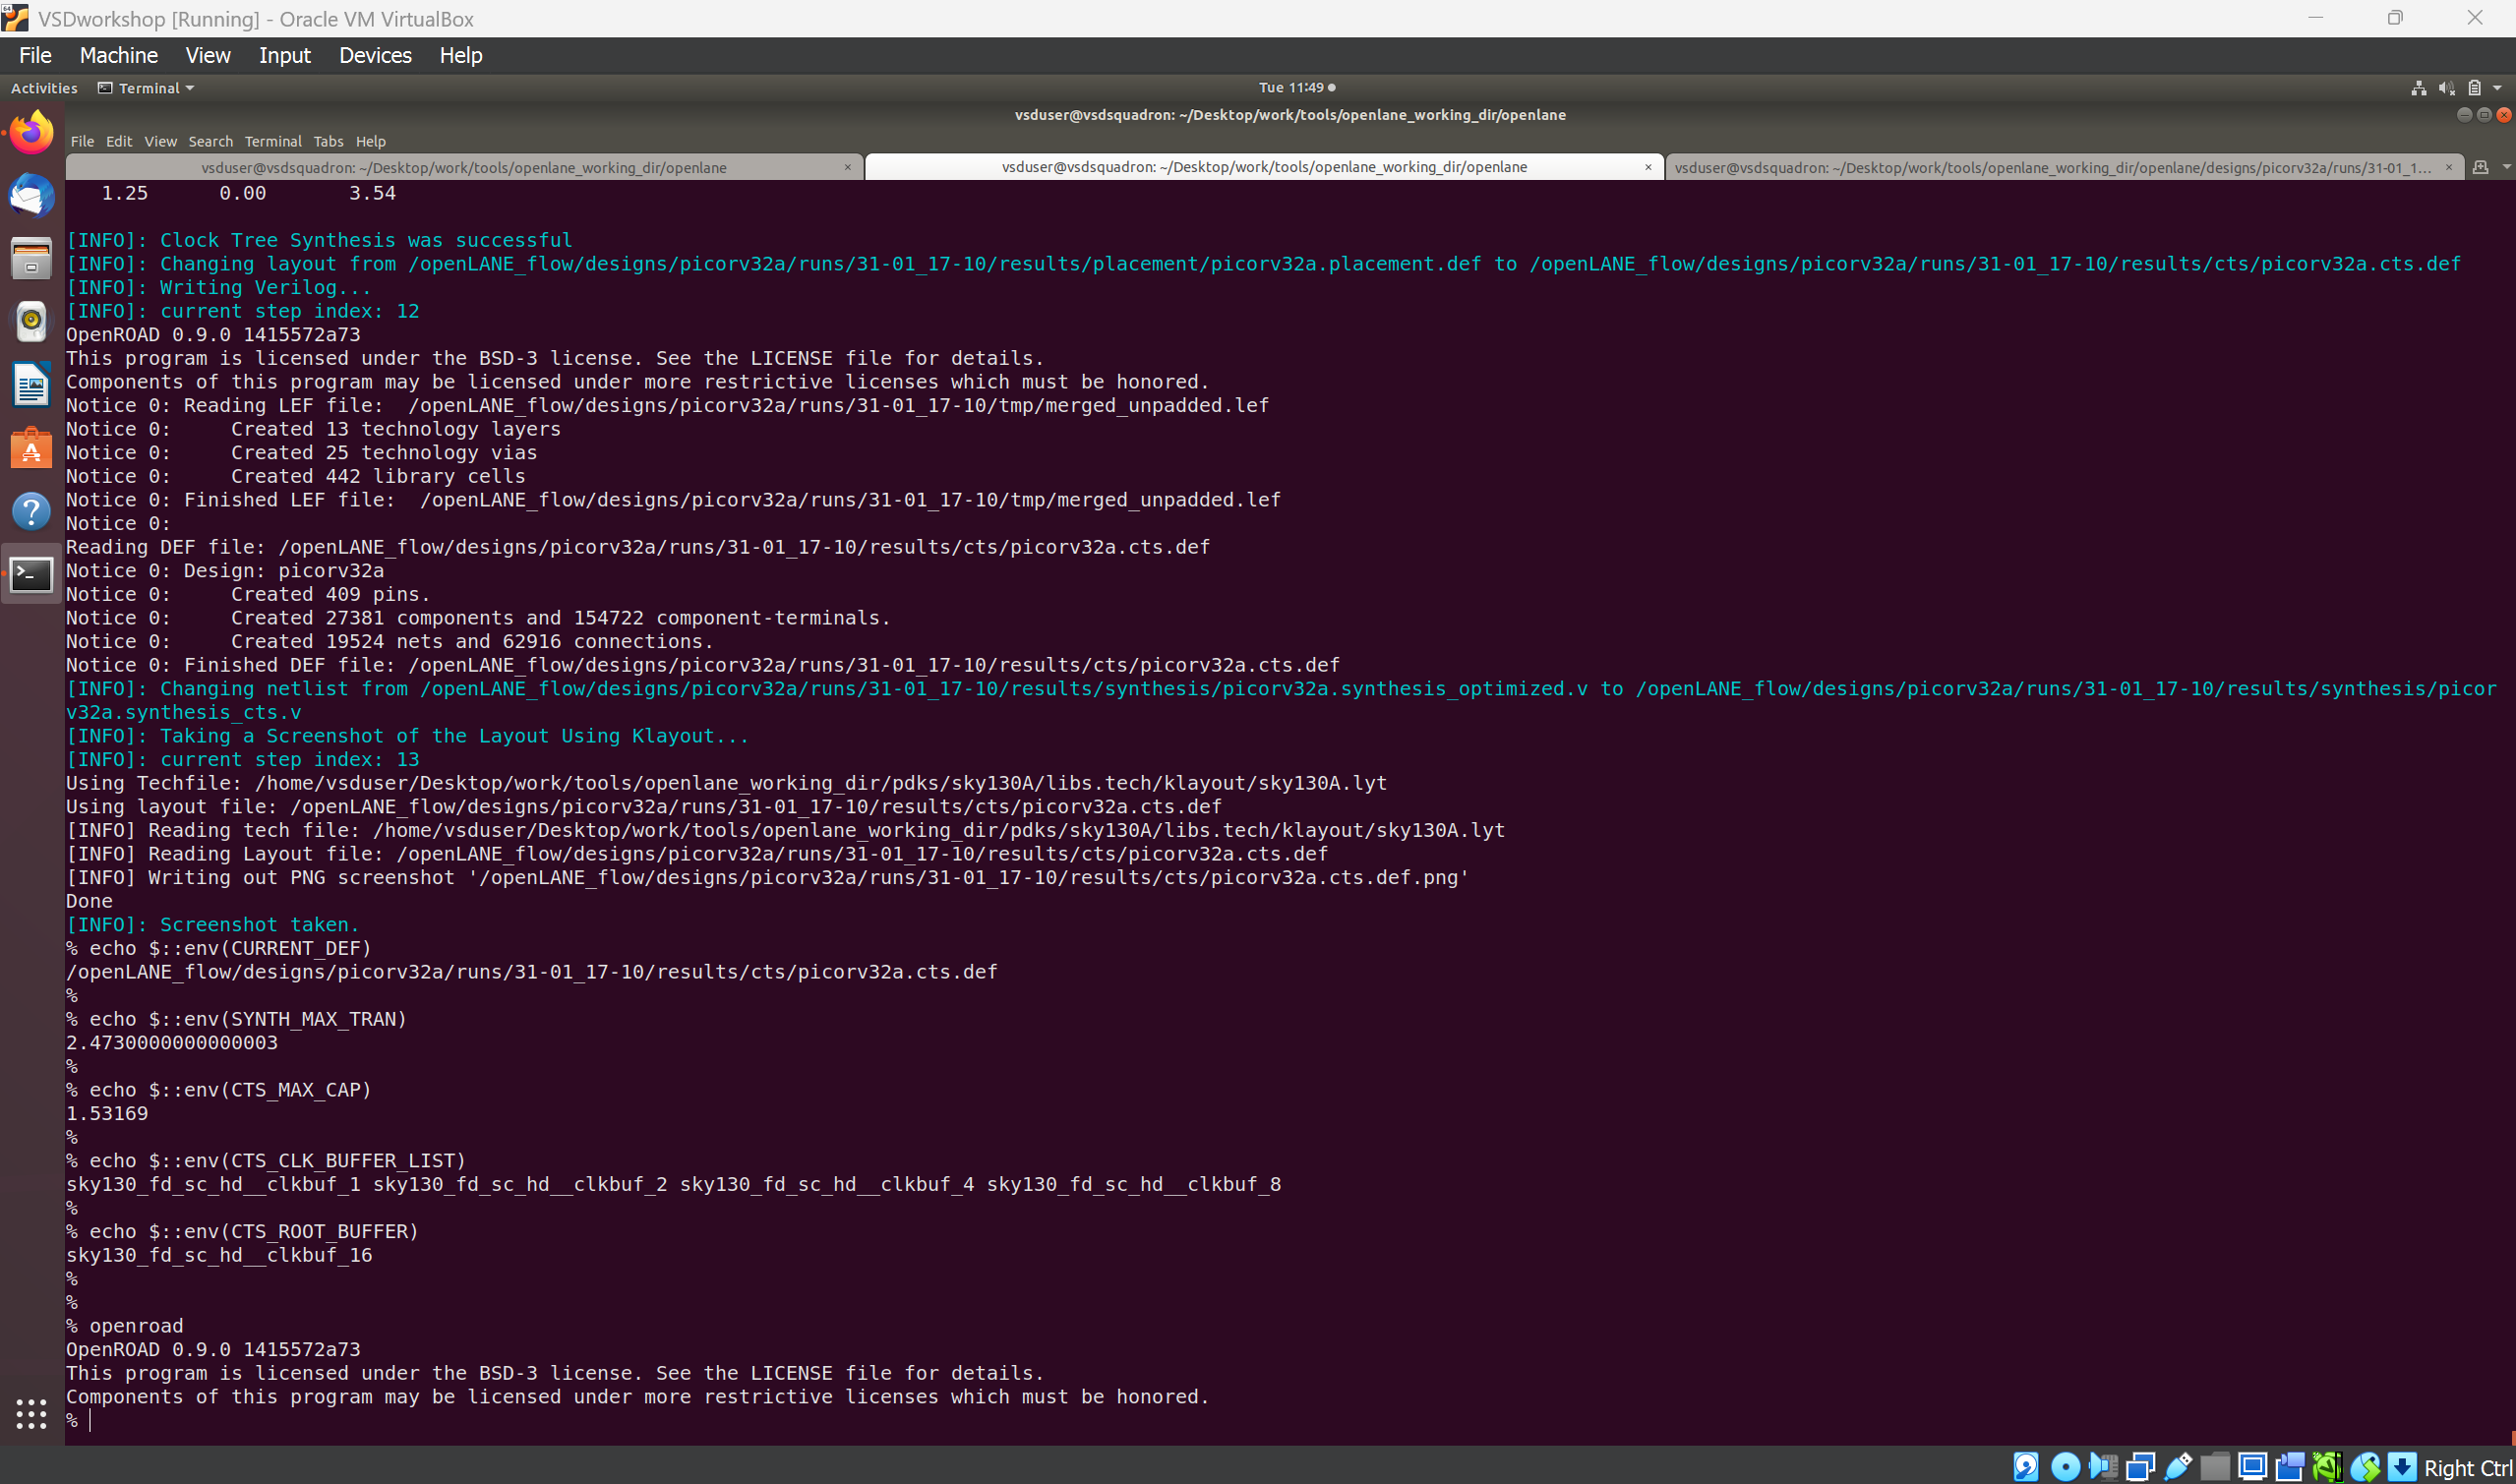 VSDworkshop [Running] - Oracle VM VirtualBox
File Machine View Input Devices Help
Activities Terminal Tue 11:49
vsduser@vsdsquadron: ~/Desktop/work/tools/openlane_working_dir/openlane
File Edit View Search Terminal Tabs Help
vsduser@vsdsquadron: ~/Desktop/work/tools/openlane_working_dir/openlane × vsduser@vsdsquadron: ~/Desktop/work/tools/openlane_working_dir/openlane × vsduser@vsdsquadron: ~/Desktop/work/tools/openlane_working_dir/openlane/designs/picorv32a/runs/31-01_1... ×
1.25 0.00 3.54
[INFO]: Clock Tree Synthesis was successful
[INFO]: Changing layout from /openLANE_flow/designs/picorv32a/runs/31-01_17-10/results/placement/picorv32a.placement.def to /openLANE_flow/designs/picorv32a/runs/31-01_17-10/results/cts/picorv32a.cts.def
[INFO]: Writing Verilog...
[INFO]: current step index: 12
OpenROAD 0.9.0 1415572a73
This program is licensed under the BSD-3 license. See the LICENSE file for details.
Components of this program may be licensed under more restrictive licenses which must be honored.
Notice 0: Reading LEF file:  /openLANE_flow/designs/picorv32a/runs/31-01_17-10/tmp/merged_unpadded.lef
Notice 0:     Created 13 technology layers
Notice 0:     Created 25 technology vias
Notice 0:     Created 442 library cells
Notice 0: Finished LEF file:  /openLANE_flow/designs/picorv32a/runs/31-01_17-10/tmp/merged_unpadded.lef
Notice 0:
Reading DEF file: /openLANE_flow/designs/picorv32a/runs/31-01_17-10/results/cts/picorv32a.cts.def
Notice 0: Design: picorv32a
Notice 0:     Created 409 pins.
Notice 0:     Created 27381 components and 154722 component-terminals.
Notice 0:     Created 19524 nets and 62916 connections.
Notice 0: Finished DEF file: /openLANE_flow/designs/picorv32a/runs/31-01_17-10/results/cts/picorv32a.cts.def
[INFO]: Changing netlist from /openLANE_flow/designs/picorv32a/runs/31-01_17-10/results/synthesis/picorv32a.synthesis_optimized.v to /openLANE_flow/designs/picorv32a/runs/31-01_17-10/results/synthesis/picor
v32a.synthesis_cts.v
[INFO]: Taking a Screenshot of the Layout Using Klayout...
[INFO]: current step index: 13
Using Techfile: /home/vsduser/Desktop/work/tools/openlane_working_dir/pdks/sky130A/libs.tech/klayout/sky130A.lyt
Using layout file: /openLANE_flow/designs/picorv32a/runs/31-01_17-10/results/cts/picorv32a.cts.def
[INFO] Reading tech file: /home/vsduser/Desktop/work/tools/openlane_working_dir/pdks/sky130A/libs.tech/klayout/sky130A.lyt
[INFO] Reading Layout file: /openLANE_flow/designs/picorv32a/runs/31-01_17-10/results/cts/picorv32a.cts.def
[INFO] Writing out PNG screenshot '/openLANE_flow/designs/picorv32a/runs/31-01_17-10/results/cts/picorv32a.cts.def.png'
Done
[INFO]: Screenshot taken.
% echo $::env(CURRENT_DEF)
/openLANE_flow/designs/picorv32a/runs/31-01_17-10/results/cts/picorv32a.cts.def
%
% echo $::env(SYNTH_MAX_TRAN)
2.4730000000000003
%
% echo $::env(CTS_MAX_CAP)
1.53169
%
% echo $::env(CTS_CLK_BUFFER_LIST)
sky130_fd_sc_hd__clkbuf_1 sky130_fd_sc_hd__clkbuf_2 sky130_fd_sc_hd__clkbuf_4 sky130_fd_sc_hd__clkbuf_8
%
% echo $::env(CTS_ROOT_BUFFER)
sky130_fd_sc_hd__clkbuf_16
%
%
% openroad
OpenROAD 0.9.0 1415572a73
This program is licensed under the BSD-3 license. See the LICENSE file for details.
Components of this program may be licensed under more restrictive licenses which must be honored.
%
Right Ctrl